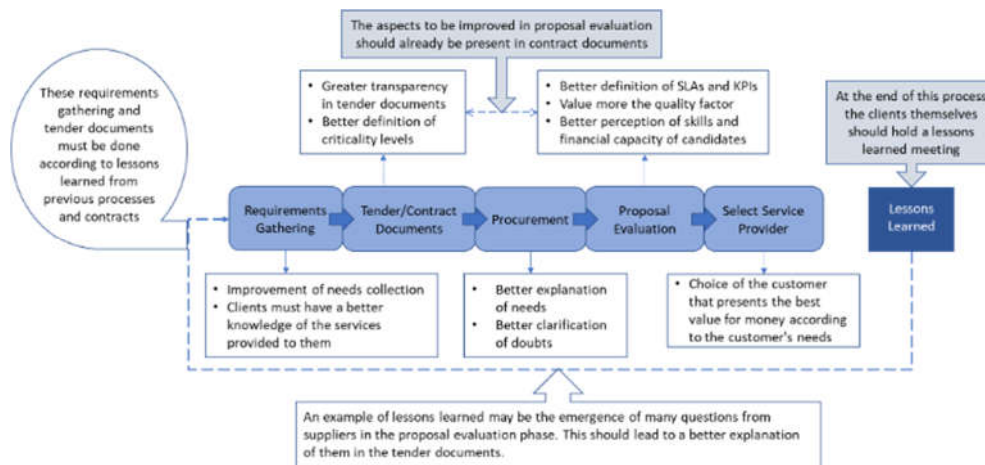 The aspects to be improved in proposal evaluation
should already be present in contract documents
These requirements
gathering and
tender documents
must be done
according to lessons
learned from
previous processes
and contracts
• Greater transparency
in tender documents
• Better definition of
criticality levels
• Better definition of SLAs and KPIs
• Value more the quality factor
• Better perception of skills and
financial capacity of candidates
At the end of this process
the clients themselves
should hold a lessons
learned meeting
Requirements
Gathering
Tender/Contract
Documents
Procurement
Proposal
Evaluation
Select Service
Provider
Lessons
Learned
• Improvement of needs collection
• Clients must have a better
knowledge of the services
provided to them
• Better explanation
of needs
• Better clarification
of doubts
• Choice of the customer
that presents the best
value for money according
to the customer's needs
An example of lessons learned may be the emergence of many questions from
suppliers in the proposal evaluation phase. This should lead to a better explanation
of them in the tender documents.